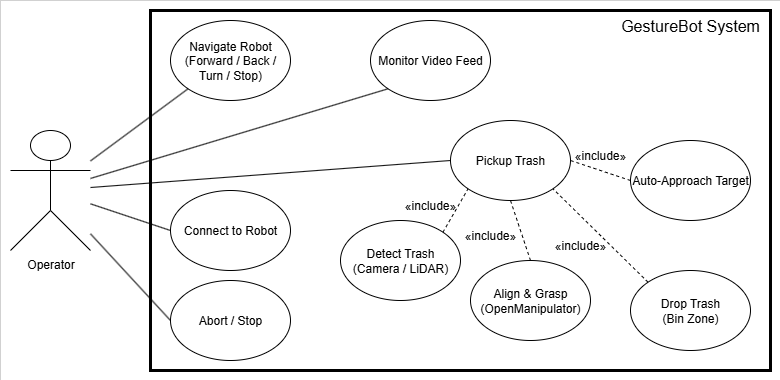 GestureBot System
Navigate Robot
(Forward / Back /
Turn / Stop)
Monitor Video Feed
Pickup Trash
«include»
Auto-Approach Target
«include»
Connect to Robot
«include»
«include»
Detect Trash
(Camera / LiDAR)
Operator
Align & Grasp
(OpenManipulator)
Drop Trash
(Bin Zone)
Abort / Stop